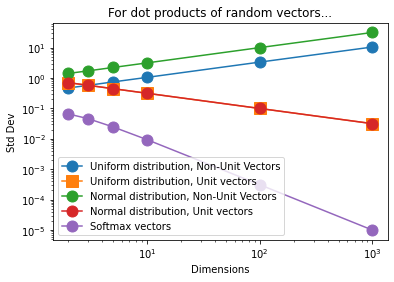 For dot products of random vectors...
Std Dev
10¹
10⁰
10⁻¹
10⁻²
10⁻³
10⁻⁴
10⁻⁵
Uniform distribution, Non-Unit Vectors
Uniform distribution, Unit vectors
Normal distribution, Non-Unit Vectors
Normal distribution, Unit vectors
Softmax vectors
10¹ 10² 10³
Dimensions